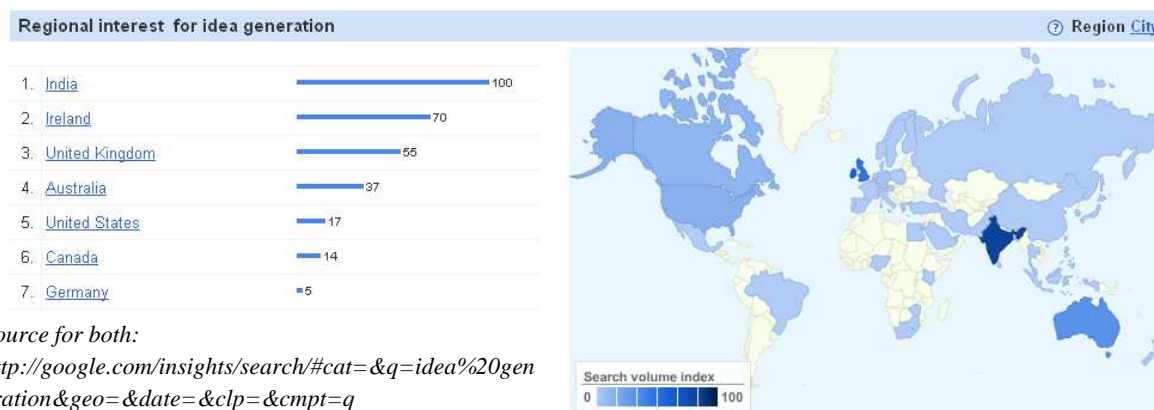 Regional interest for idea generation
Region City
1. India 100
2. Ireland 70
3. United Kingdom 55
4. Australia 37
5. United States 17
6. Canada 14
7. Germany 5
ource for both:
ttp://google.com/insights/search/#cat=&q=idea%20gen
ration&geo=&date=&clp=&cmpt=q
Search volume index
0 100